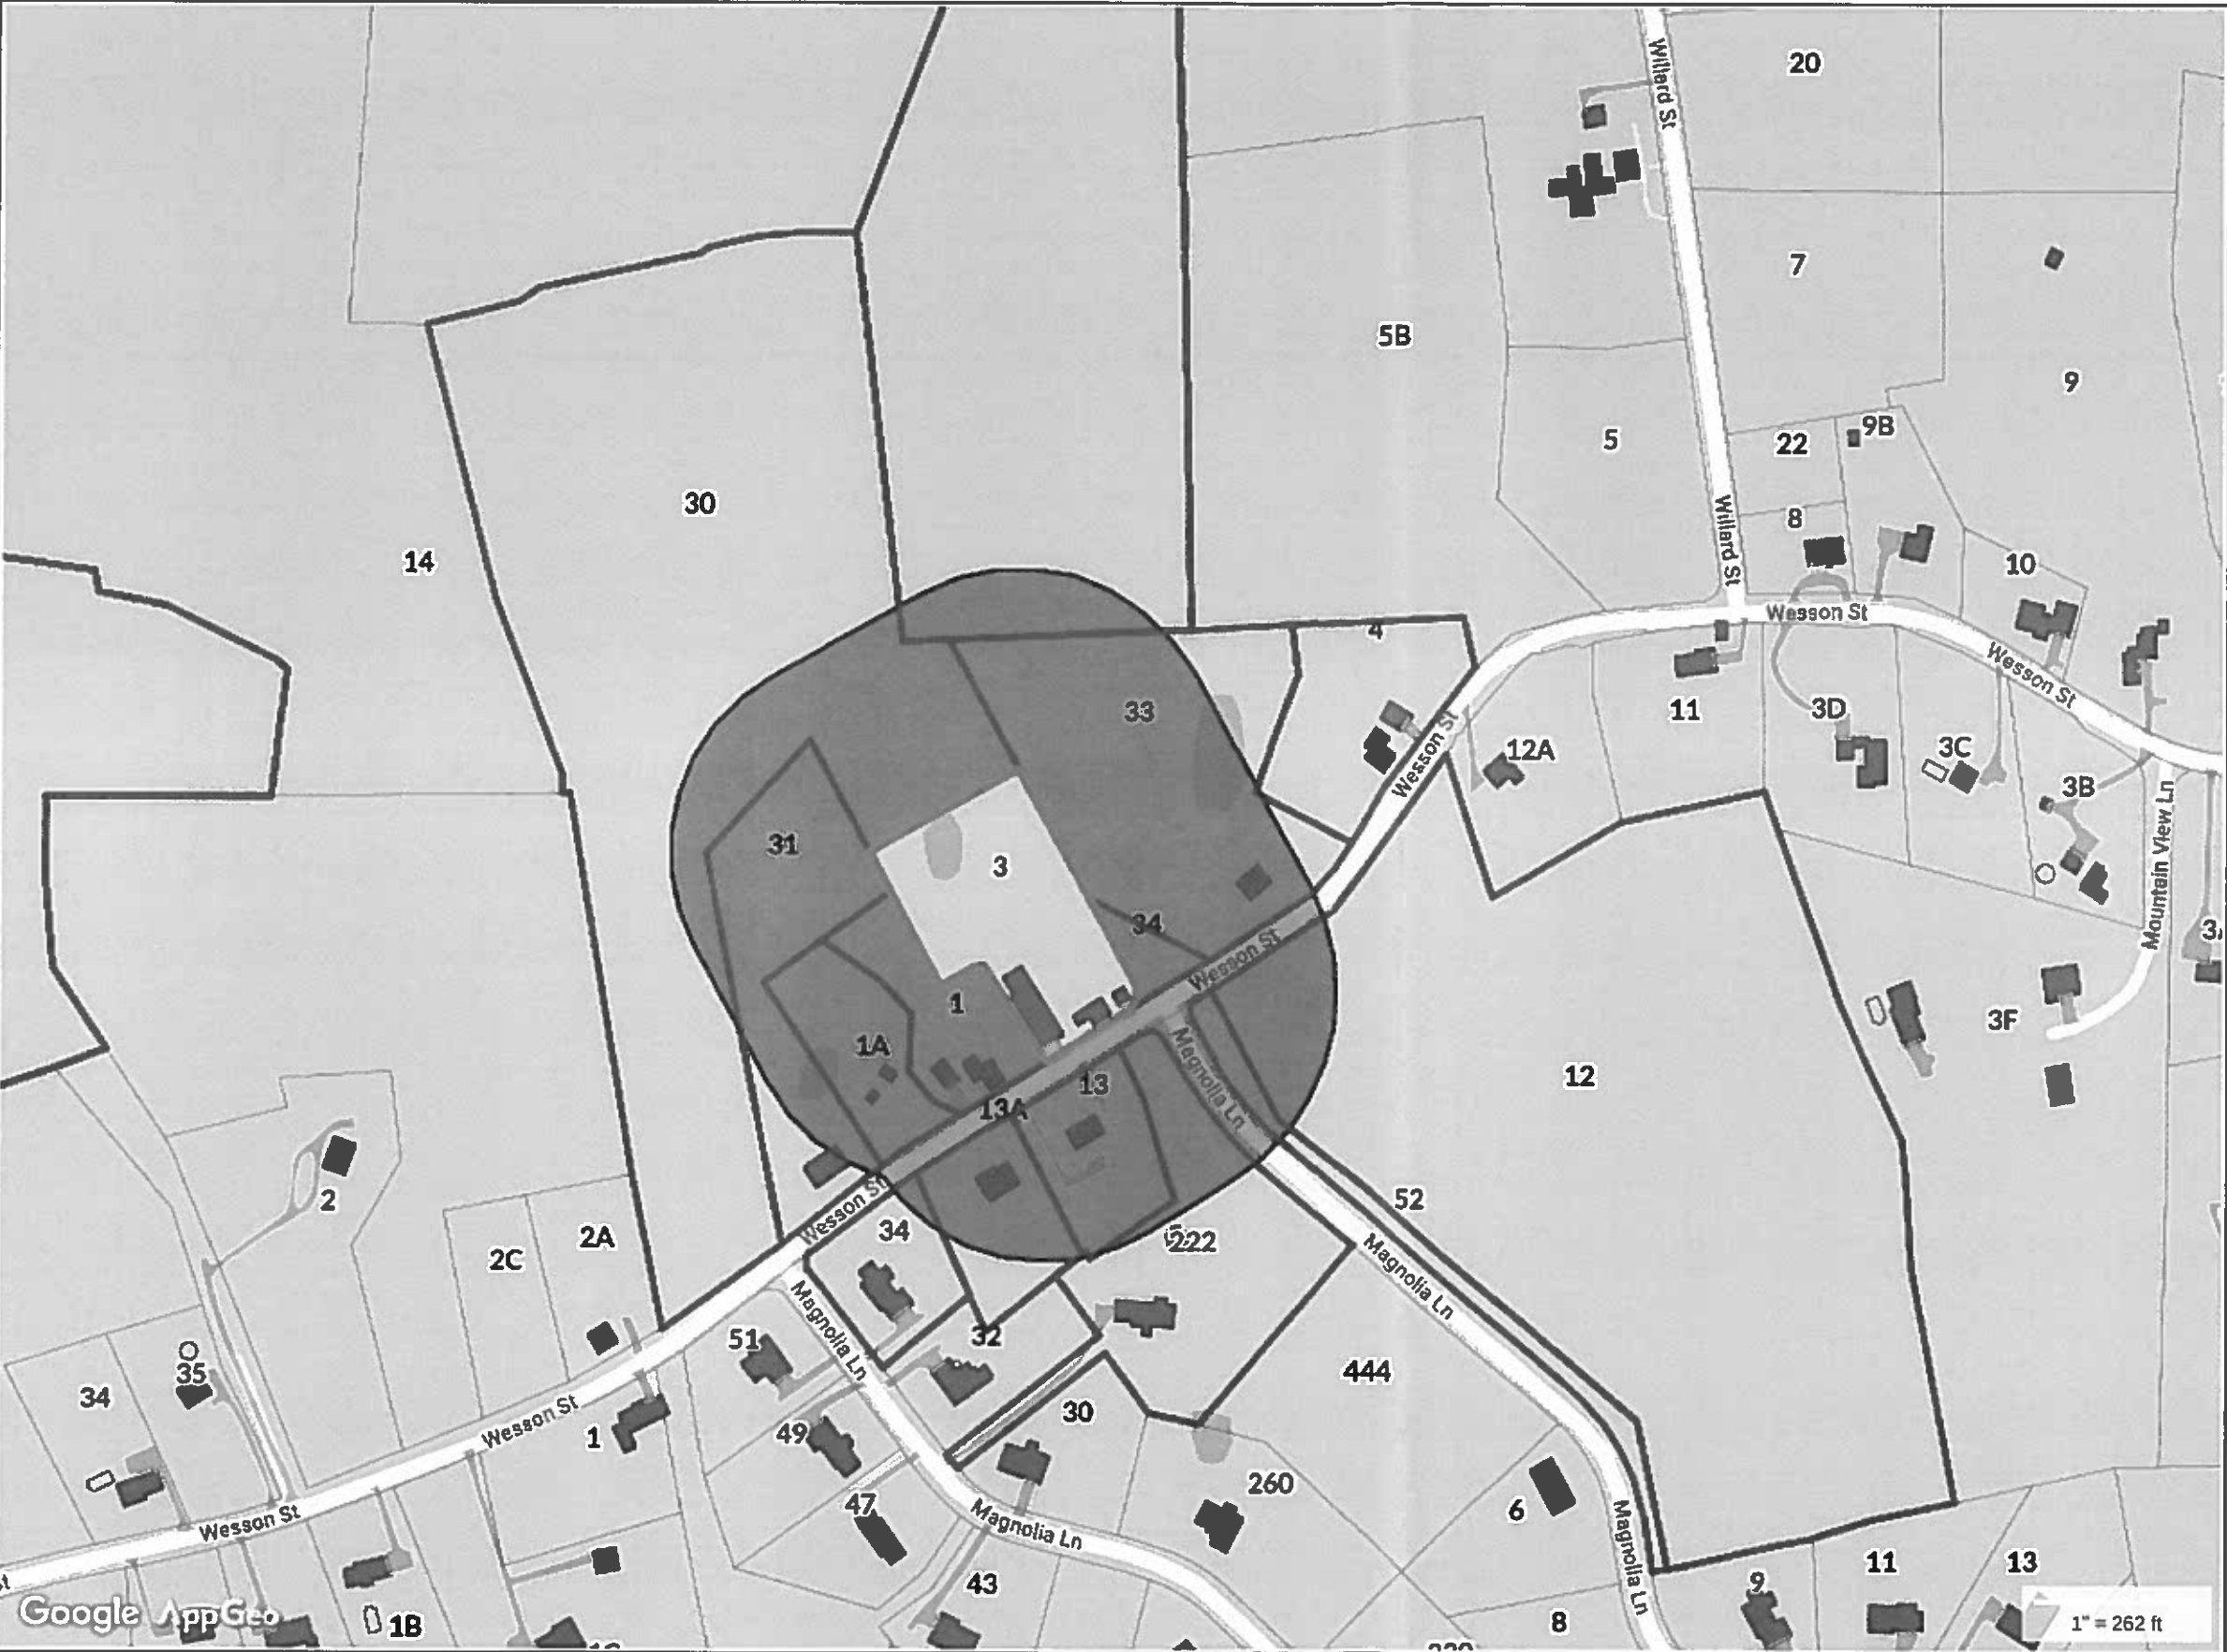 Willard St
20
7
5B
9
5
22
9B
8
Willard St
30
14
10
Wesson St
4
Wesson St
33
11
3D
12A
3C
Wesson St
3B
31
3
Mountain View Ln
34
Wesson St
1
1A
13
13A
Magnolia Ln
12
3F
2
2C
2A
34
Wesson St
222
52
Magnolia Ln
Magnolia Ln
51
32
444
35
34
Wesson St
1
49
30
47
260
6
Magnolia Ln
Magnolia Ln
Wesson St
43
9
11
13
8
1B
Google AppGeo
1" = 262 ft